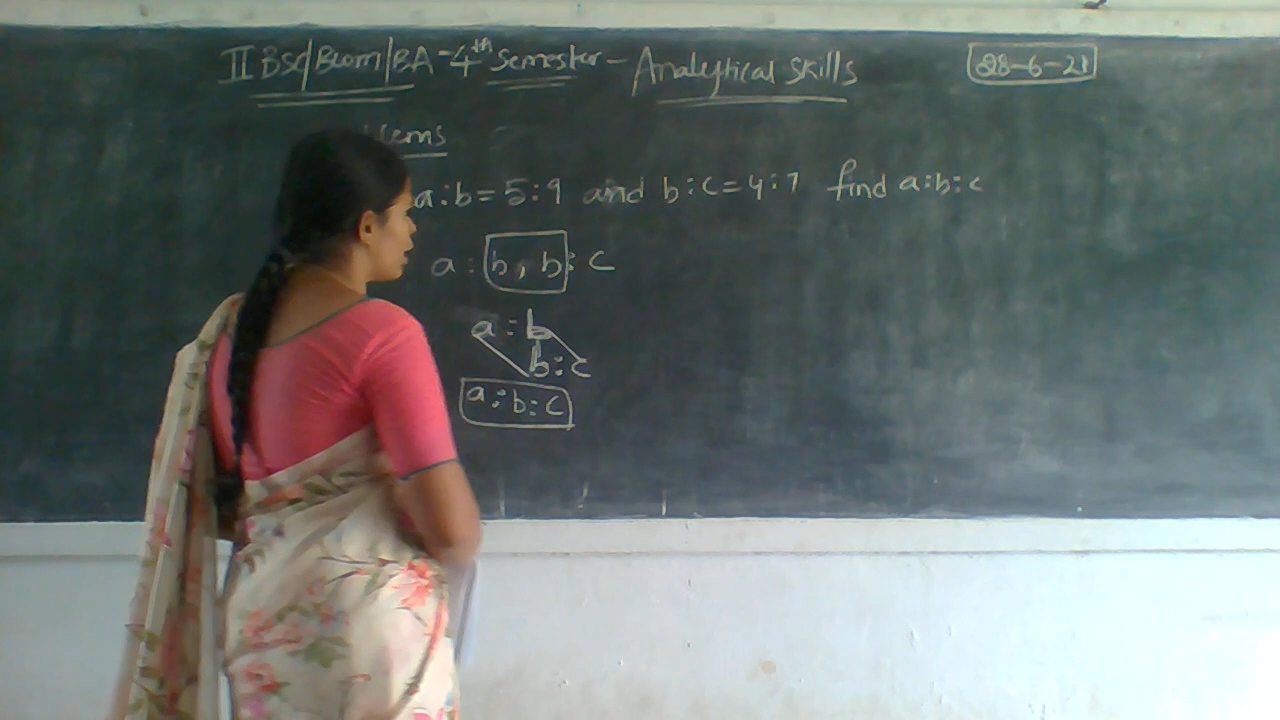 II BSc/Bcom/BA - 4th Semester - Analytical Skills
28-6-21
a:b = 5:9 and b:c = 4:7 find a:b:c
a : b, b : c
a : b
b : c
a : b : c